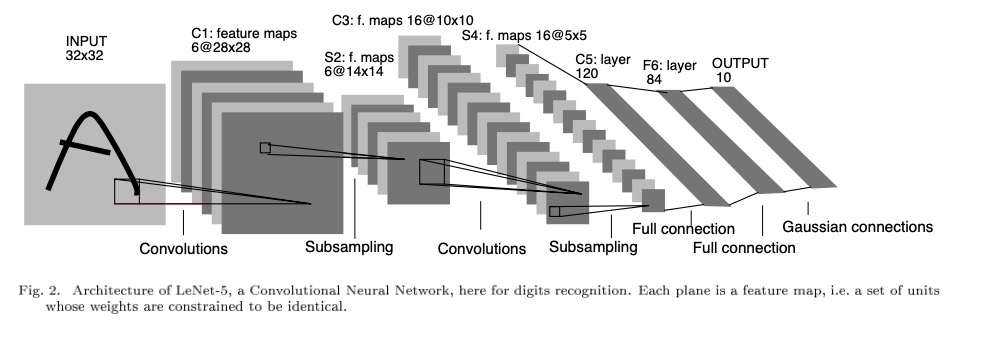 INPUT
32x32
C1: feature maps
6@28x28
S2: f. maps
6@14x14
C3: f. maps 16@10x10
S4: f. maps 16@5x5
C5: layer
120
F6: layer
84
OUTPUT
10
Convolutions
Subsampling
Convolutions
Subsampling
Full connection
Full connection
Gaussian connections
Fig. 2. Architecture of LeNet-5, a Convolutional Neural Network, here for digits recognition. Each plane is a feature map, i.e. a set of units
whose weights are constrained to be identical.